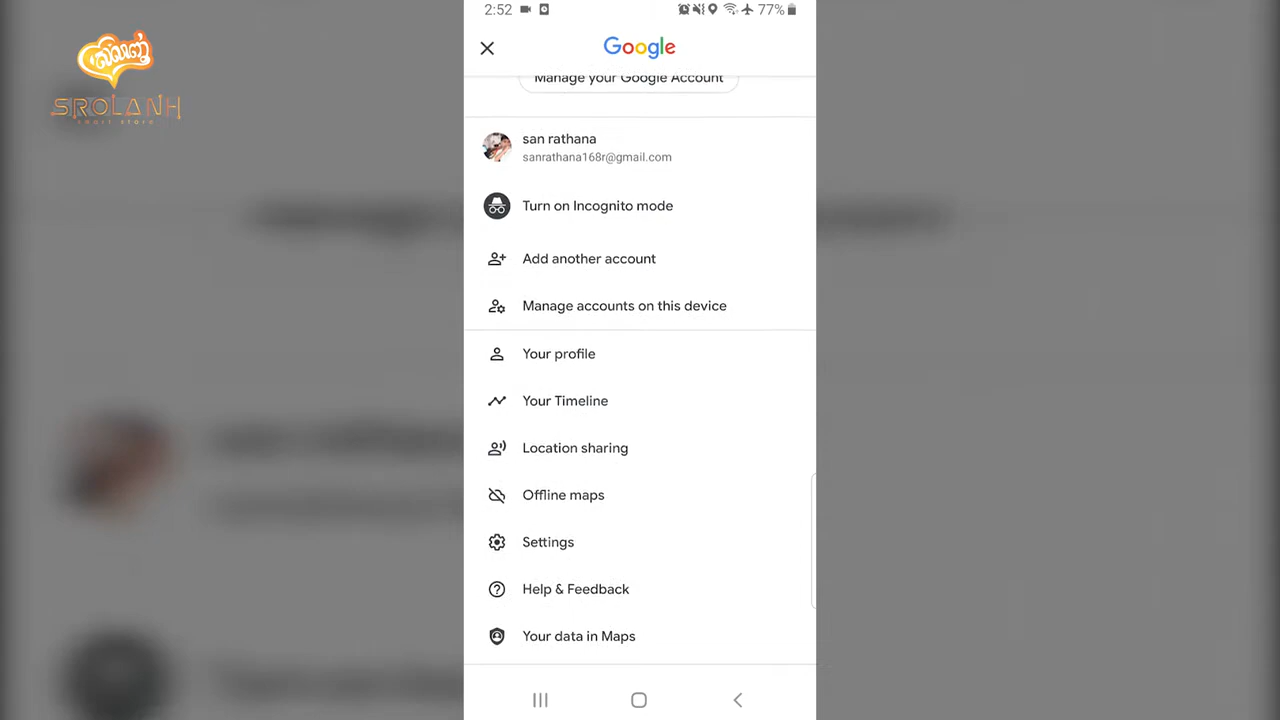 2:52
77%
SROLANH
smart store
Google
Manage your Google Account
san rathana
sanrathana168r@gmail.com
Turn on Incognito mode
Add another account
Manage accounts on this device
Your profile
Your Timeline
Location sharing
Offline maps
Settings
Help & Feedback
Your data in Maps